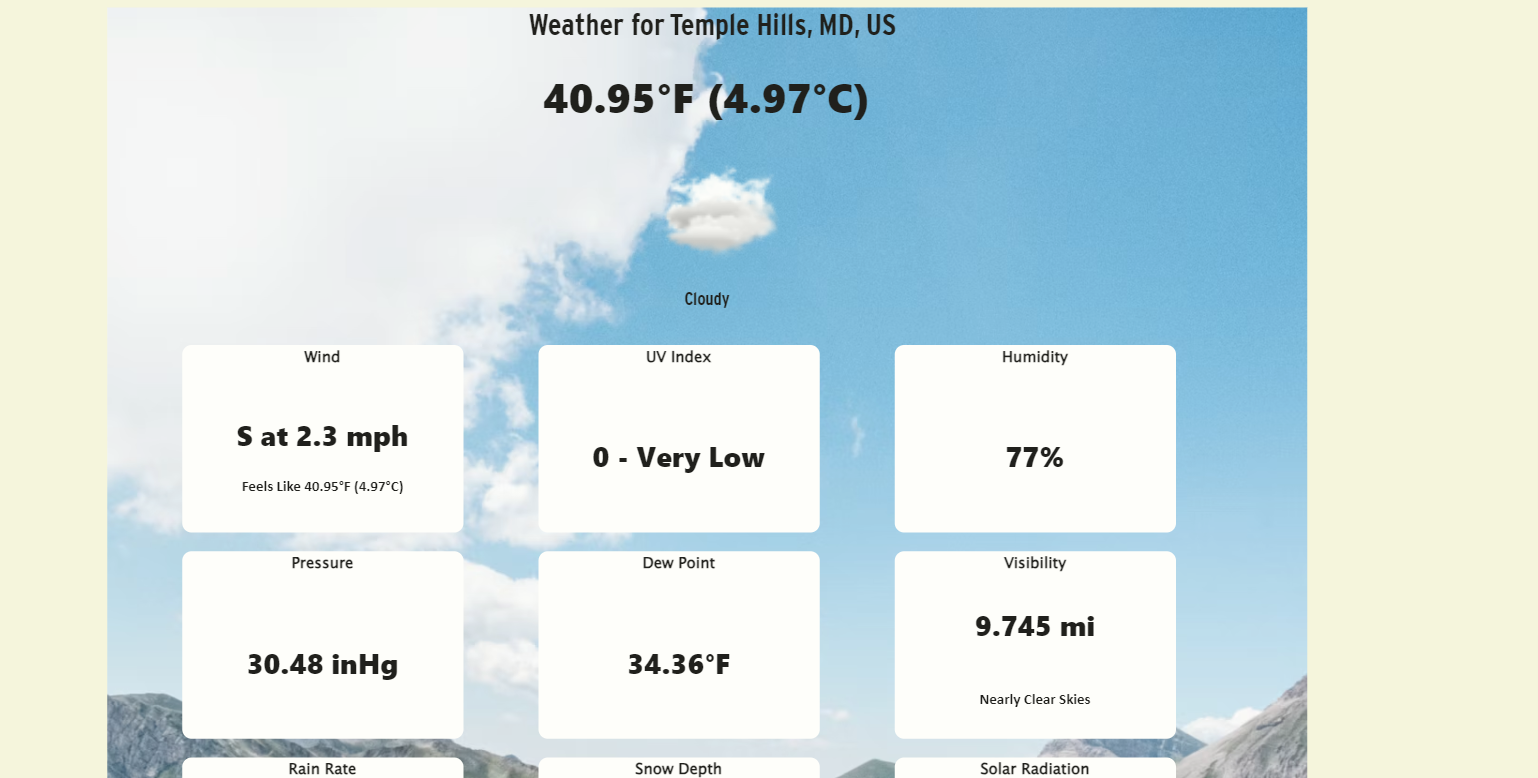 Weather for Temple Hills, MD, US
40.95°F (4.97°C)
Cloudy
Wind
S at 2.3 mph
Feels Like 40.95°F (4.97°C)
UV Index
0 - Very Low
Humidity
77%
Pressure
30.48 inHg
Dew Point
34.36°F
Visibility
9.745 mi
Nearly Clear Skies
Rain Rate
Snow Depth
Solar Radiation